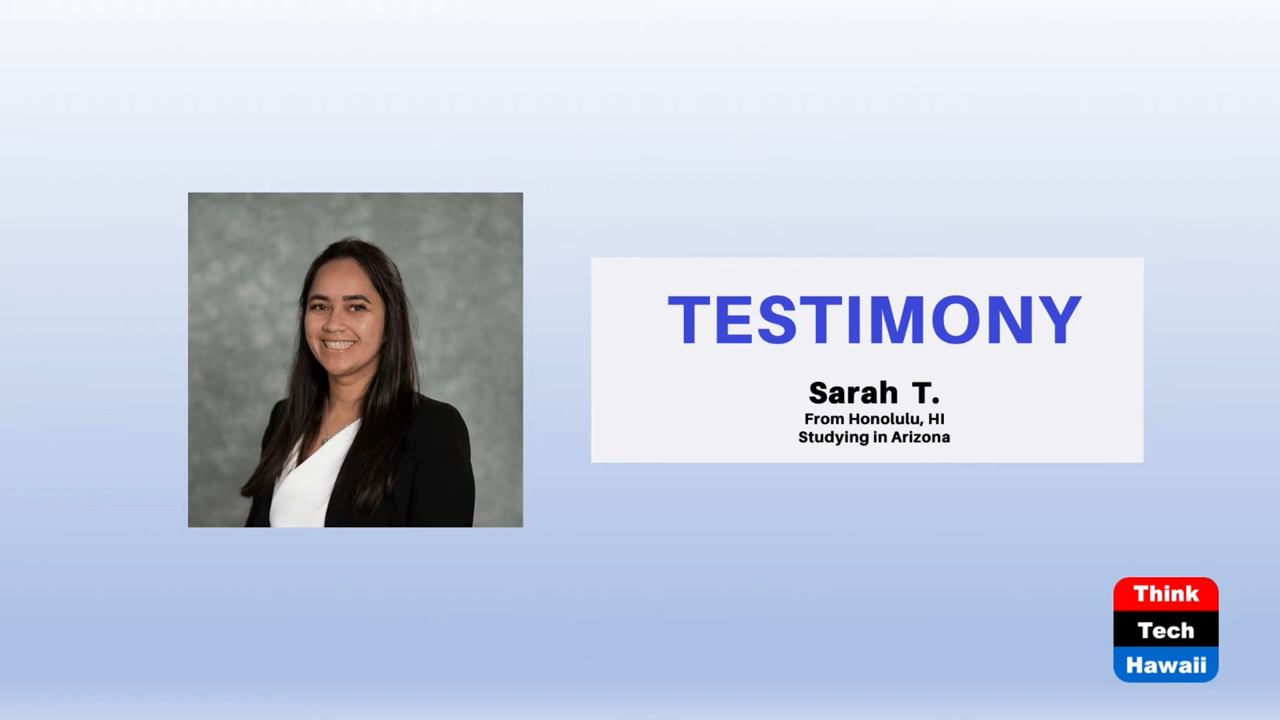 TESTIMONY
Sarah T.
From Honolulu, HI
Studying in Arizona
Think
Tech
Hawaii